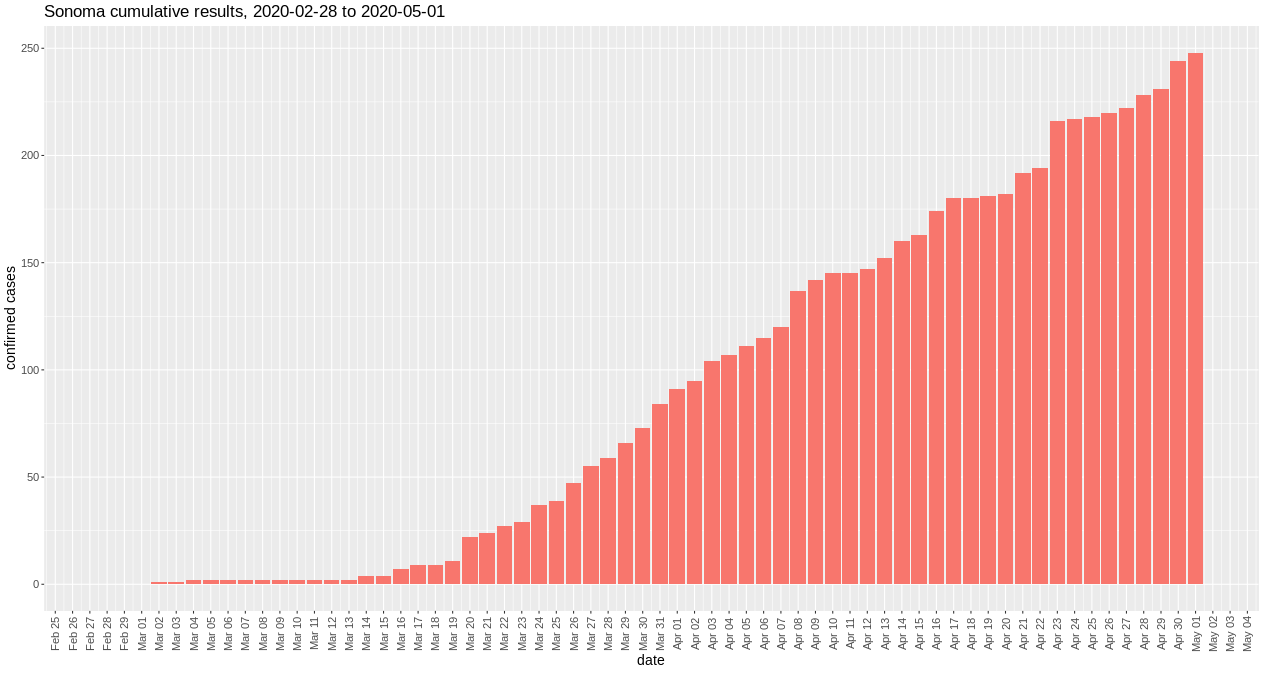 Sonoma cumulative results, 2020-02-28 to 2020-05-01
confirmed cases
250
200
150
100
50
0
Feb 25
Feb 26
Feb 27
Feb 28
Feb 29
Mar 01
Mar 02
Mar 03
Mar 04
Mar 05
Mar 06
Mar 07
Mar 08
Mar 09
Mar 10
Mar 11
Mar 12
Mar 13
Mar 14
Mar 15
Mar 16
Mar 17
Mar 18
Mar 19
Mar 20
Mar 21
Mar 22
Mar 23
Mar 24
Mar 25
Mar 26
Mar 27
Mar 28
Mar 29
Mar 30
Mar 31
Apr 01
Apr 02
Apr 03
Apr 04
Apr 05
Apr 06
Apr 07
Apr 08
Apr 09
Apr 10
Apr 11
Apr 12
Apr 13
Apr 14
Apr 15
Apr 16
Apr 17
Apr 18
Apr 19
Apr 20
Apr 21
Apr 22
Apr 23
Apr 24
Apr 25
Apr 26
Apr 27
Apr 28
Apr 29
Apr 30
May 01
May 02
May 03
May 04
date